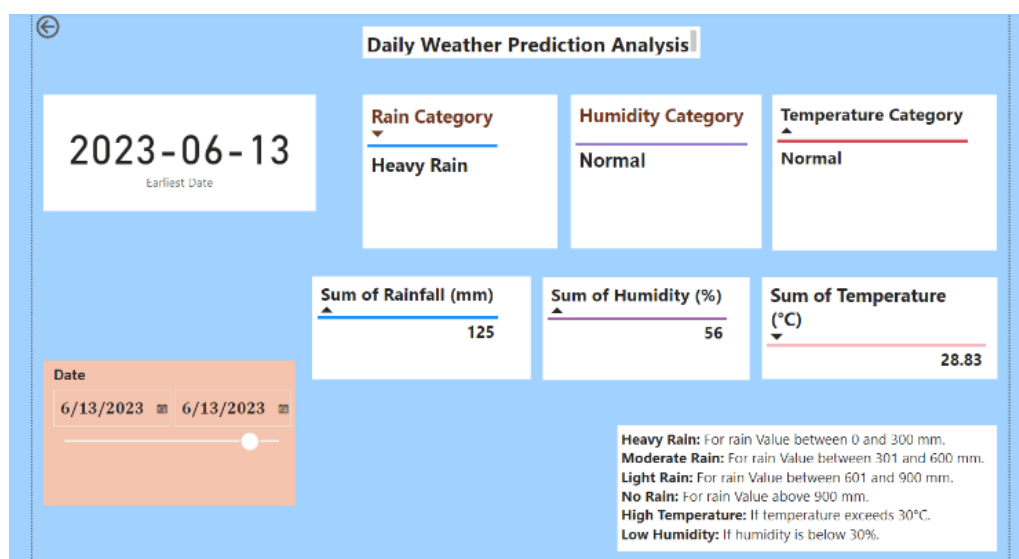 Daily Weather Prediction Analysis
2023-06-13
Earliest Date
Rain Category
Heavy Rain
Humidity Category
Normal
Temperature Category
Normal
Sum of Rainfall (mm)
125
Sum of Humidity (%)
56
Sum of Temperature
(°C)
28.83
Date
6/13/2023
6/13/2023
Heavy Rain: For rain Value between 0 and 300 mm.
Moderate Rain: For rain Value between 301 and 600 mm.
Light Rain: For rain Value between 601 and 900 mm.
No Rain: For rain Value above 900 mm.
High Temperature: If temperature exceeds 30°C.
Low Humidity: If humidity is below 30%.